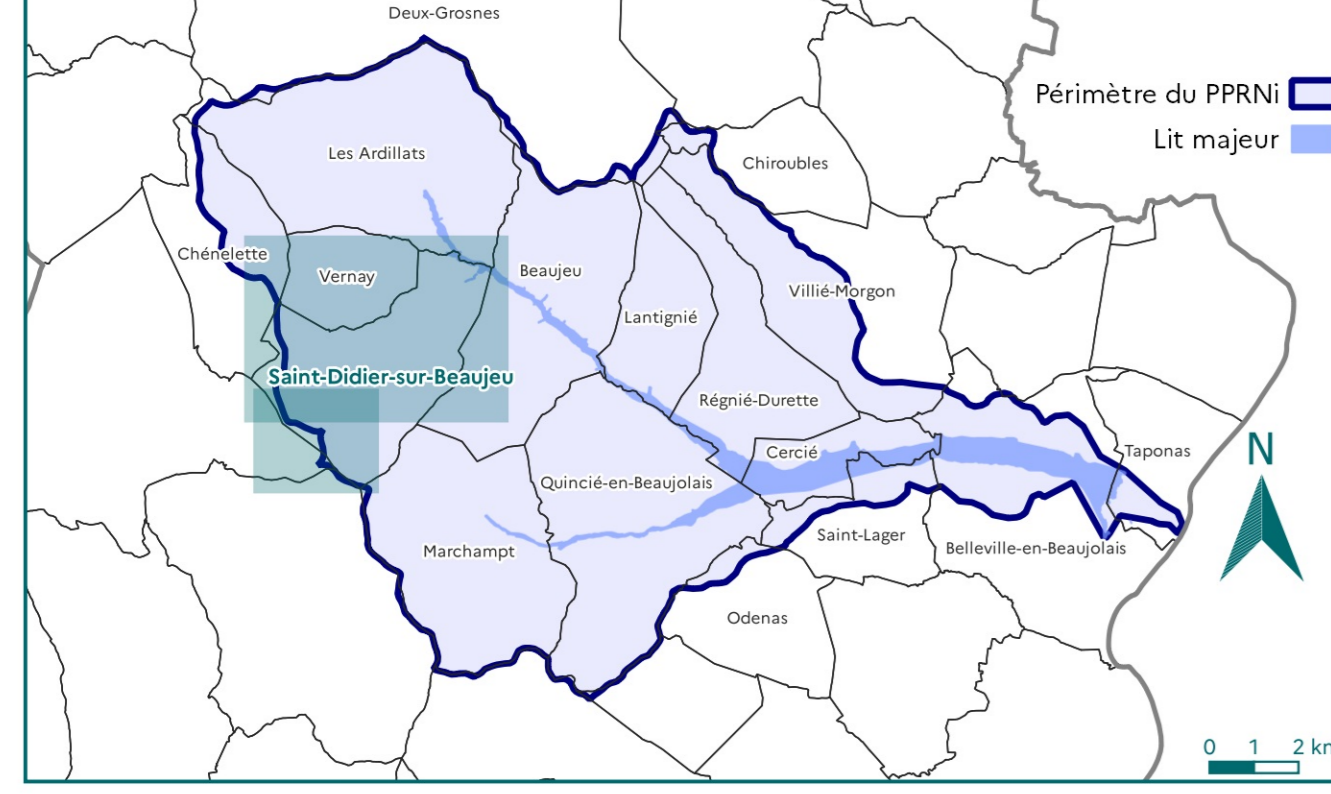 Deux-Grosnes
Périmètre du PPRNi
Lit majeur
Les Ardillats
Chiroubles
Chénelette
Vernay
Beaujeu
Villié-Morgon
Lantignié
Saint-Didier-sur-Beaujeu
Régnié-Durette
Cercié
Taponas
N
Quincié-en-Beaujolais
Saint-Lager
Marchampt
Belleville-en-Beaujolais
Odenas
0 1 2 km